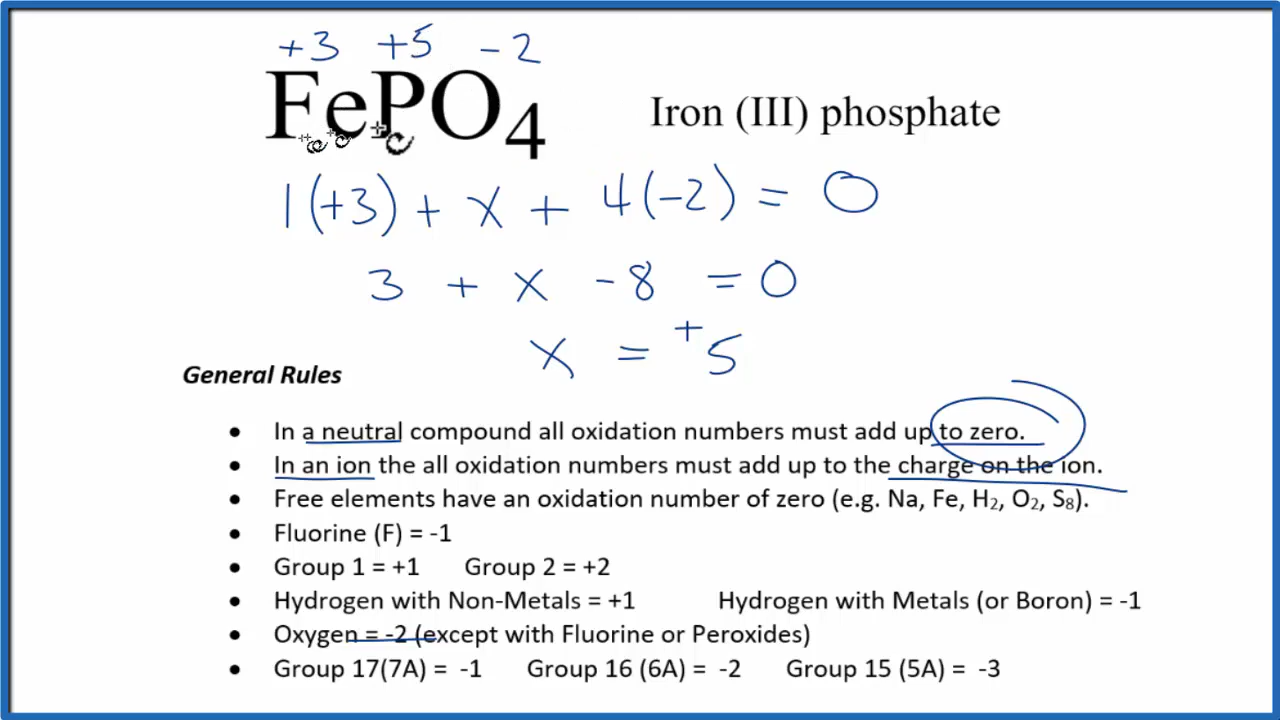 +3 +5 -2
FePO₄ Iron (III) phosphate
1(+3) + x + 4(-2) = 0
3 + x - 8 = 0
x = +5
General Rules
• In a neutral compound all oxidation numbers must add up to zero.
• In an ion the all oxidation numbers must add up to the charge on the ion.
• Free elements have an oxidation number of zero (e.g. Na, Fe, H₂, O₂, S₈).
• Fluorine (F) = -1
• Group 1 = +1 Group 2 = +2
• Hydrogen with Non-Metals = +1 Hydrogen with Metals (or Boron) = -1
• Oxygen = -2 (except with Fluorine or Peroxides)
• Group 17(7A) = -1 Group 16 (6A) = -2 Group 15 (5A) = -3